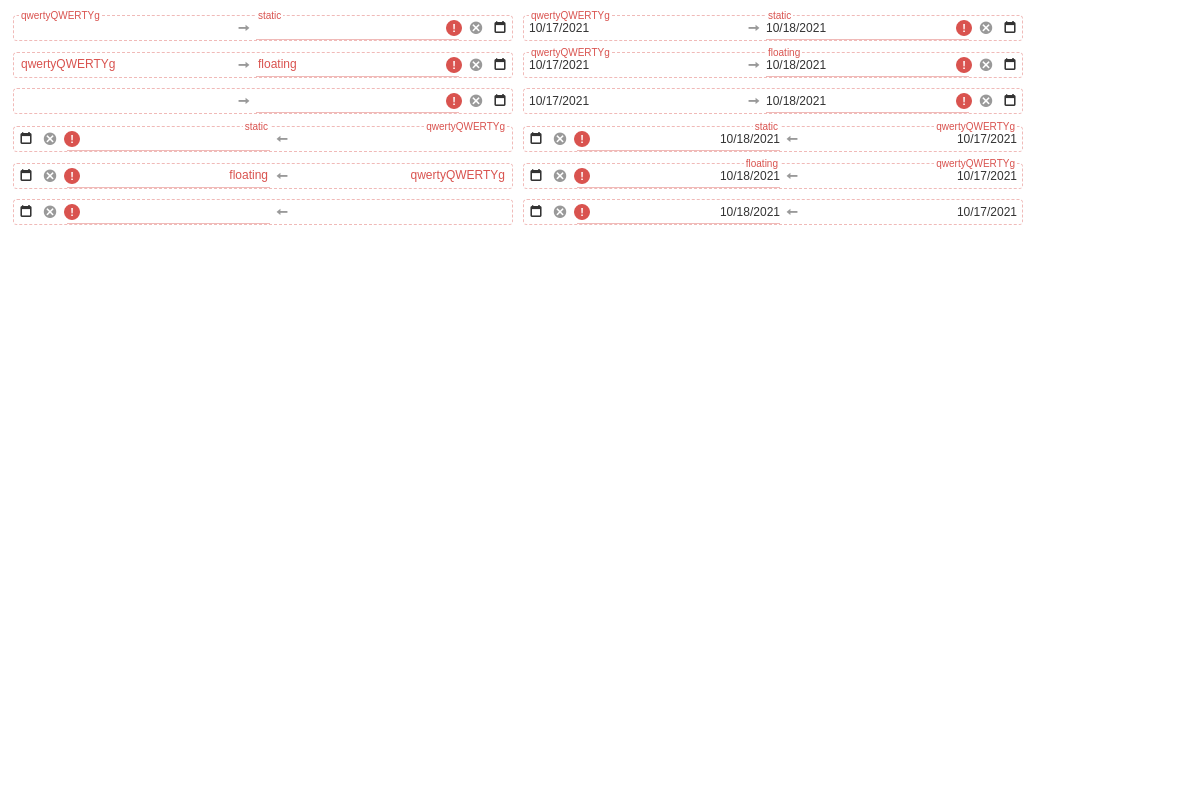 qwertyQWERTYg static qwertyQWERTYg static
10/17/2021 10/18/2021
qwertyQWERTYg floating qwertyQWERTYg floating
10/17/2021 10/18/2021
10/17/2021 10/18/2021
static qwertyQWERTYg static qwertyQWERTYg
10/18/2021 10/17/2021
floating qwertyQWERTYg floating qwertyQWERTYg
10/18/2021 10/17/2021
10/18/2021 10/17/2021